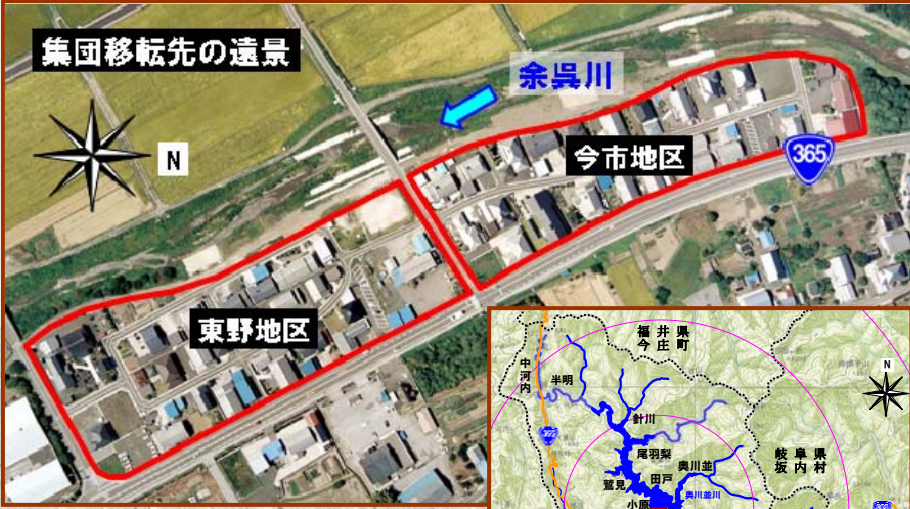 集団移転先の遠景
余呉川
N
今市地区
365
東野地区
福井県
今庄町
N
中河内
半明
針川
365
尾羽梨
岐阜県
坂内村
奥川並
田戸
鷲見
奥川並川
小原